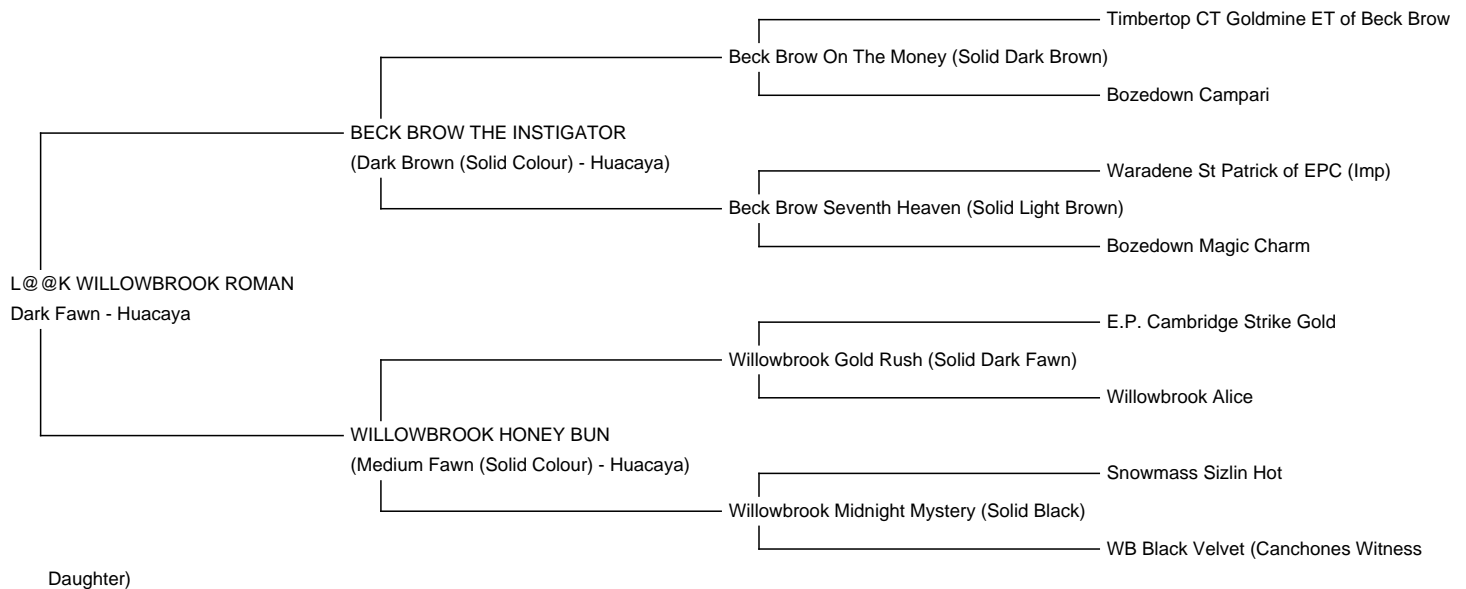 Timbertop CT Goldmine ET of Beck Brow
Beck Brow On The Money (Solid Dark Brown)
Bozedown Campari
BECK BROW THE INSTIGATOR
(Dark Brown (Solid Colour) - Huacaya)
Waradene St Patrick of EPC (Imp)
Beck Brow Seventh Heaven (Solid Light Brown)
Bozedown Magic Charm
L@@K WILLOWBROOK ROMAN
Dark Fawn - Huacaya
E.P. Cambridge Strike Gold
Willowbrook Gold Rush (Solid Dark Fawn)
Willowbrook Alice
WILLOWBROOK HONEY BUN
(Medium Fawn (Solid Colour) - Huacaya)
Snowmass Sizlin Hot
Willowbrook Midnight Mystery (Solid Black)
WB Black Velvet (Canchones Witness
Daughter)